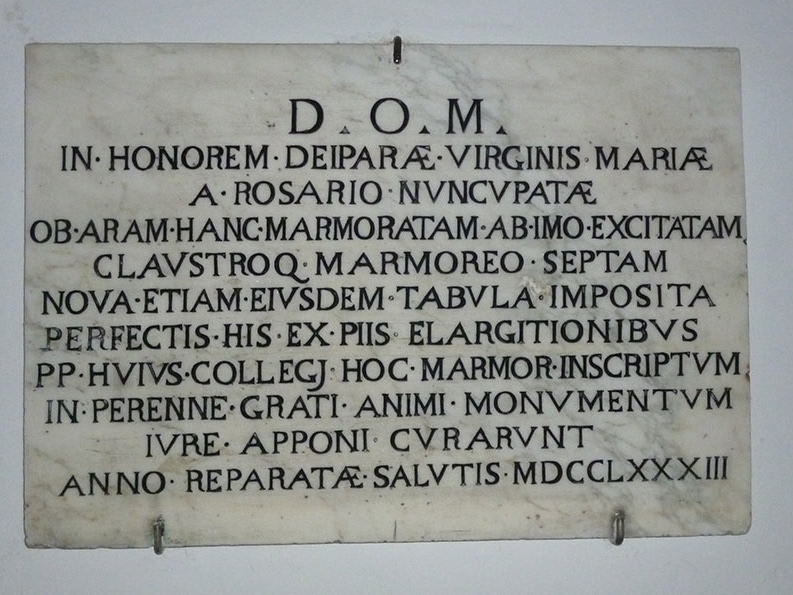 D. O. M.
IN· HONOREM· DEIPARÆ· VIRGINIS· MARIÆ
A· ROSARIO· NVNCVPATÆ
OB·ARAM·HANC·MARMORATAM·AB·IMO·EXCITATAM
CLAVSTROQ· MARMOREO· SEPTAM
NOVA·ETIAM·EIVSDEM·TABVLA·IMPOSITA
PERFECTIS·HIS·EX·PIIS· ELARGITIONIBVS
PP·HVIVS·COLLEGJ·HOC·MARMOR·INSCRIPTVM
IN·PERENNE·GRATI·ANIMI·MONVMENTVM
IVRE· APPONI· CVRARVNT
ANNO· REPARATÆ·SALVTIS·MDCCLXXXIII